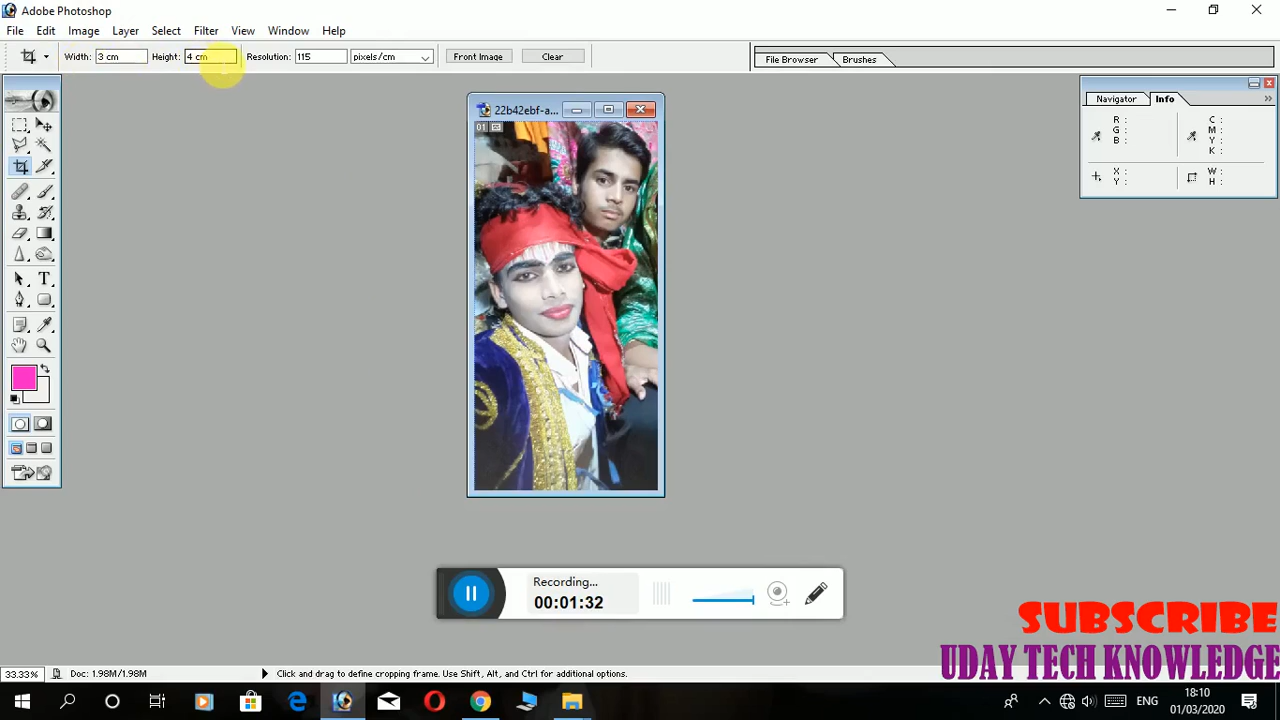 Adobe Photoshop
File Edit Image Layer Select Filter View Window Help
Width: 3 cm Height: 4 cm Resolution: 115 pixels/cm Front Image Clear File Browser Brushes
Navigator Info
R : C :
G : M :
B : Y :
K :
X : W :
Y : H :
22b42ebf-a...
01
T
Recording...
00:01:32
SUBSCRIBE
UDAY TECH KNOWLEDGE
33.33% Doc: 1.98M/1.98M Click and drag to define cropping frame. Use Shift, Alt, and Ctrl for additional options.
ENG 18:10
01/03/2020